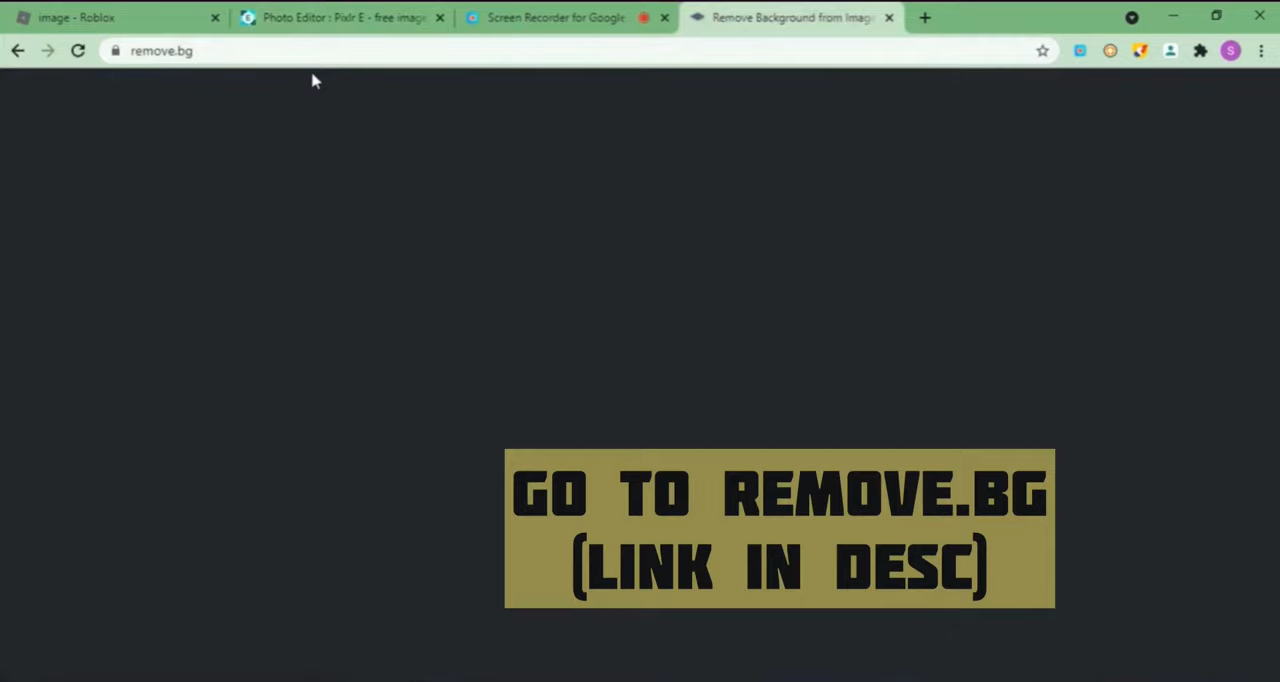 image - Roblox
Photo Editor : Pixlr E - free image
Screen Recorder for Google
Remove Background from Imag
remove.bg
S
GO TO REMOVE.BG
(LINK IN DESC)